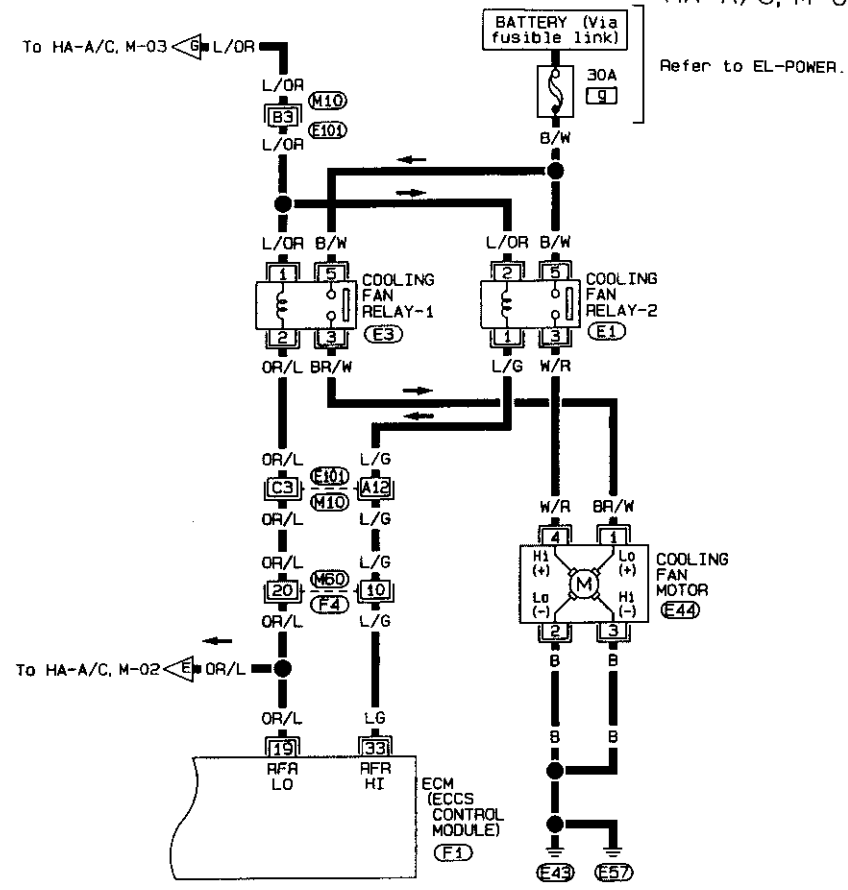 HA-A/C, M-0
BATTERY (Via
fusible link)
To HA-A/C, M-03 G L/OR
Refer to EL-POWER.
30A
9
L/OR
M10
B3
E101
L/OR
B/W
L/OR B/W
L/OR B/W
1 5
COOLING
FAN
RELAY-1
E3
2 3
2 5
COOLING
FAN
RELAY-2
E1
1 3
OR/L BR/W
L/G W/R
OR/L L/G
C3 E101 A12
M10
OR/L L/G
OR/L L/G
20 M60 10
F4
OR/L L/G
W/R BR/W
4 1
Hi
(+)
Lo
(+)
M
Lo
(-)
Hi
(-)
2 3
COOLING
FAN
MOTOR
E44
B B
To HA-A/C, M-02 E OR/L
OR/L LG
19 33
RFR
LO
RFR
HI
ECM
(ECCS
CONTROL
MODULE)
F1
B B
E43 E57